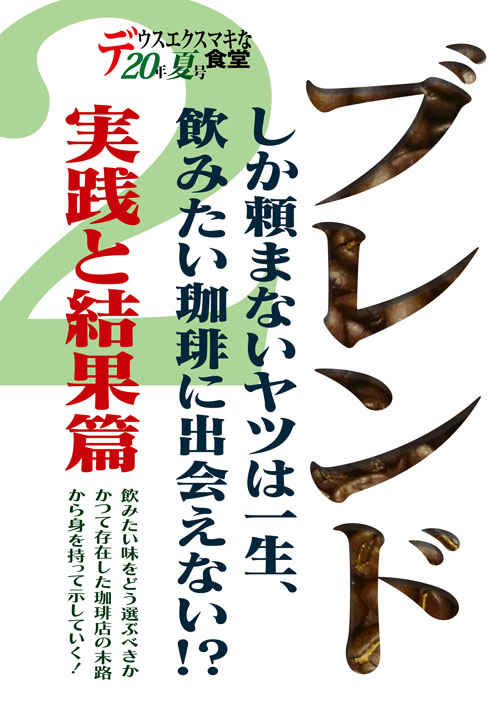 デウスエクスマキな
食堂
20年夏号
ブレンド
しか頼まないヤツは一生、
飲みたい珈琲に出会えない!?
2
実践と結果篇
飲みたい味をどう選ぶべきか
かつて存在した珈琲店の末路
から身を持って示していく!